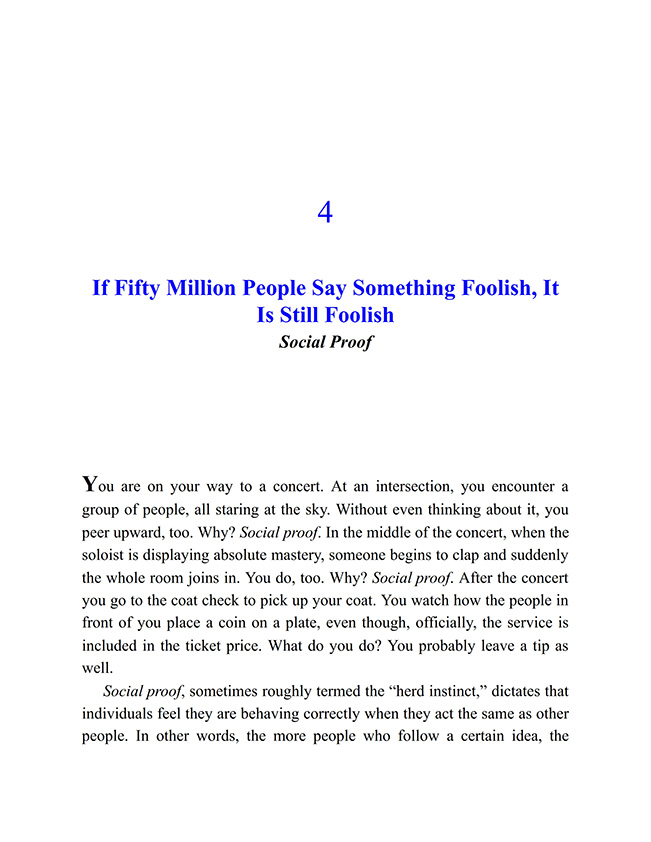 4
If Fifty Million People Say Something Foolish, It
Is Still Foolish
Social Proof
You are on your way to a concert. At an intersection, you encounter a
group of people, all staring at the sky. Without even thinking about it, you
peer upward, too. Why? Social proof. In the middle of the concert, when the
soloist is displaying absolute mastery, someone begins to clap and suddenly
the whole room joins in. You do, too. Why? Social proof. After the concert
you go to the coat check to pick up your coat. You watch how the people in
front of you place a coin on a plate, even though, officially, the service is
included in the ticket price. What do you do? You probably leave a tip as
well.
Social proof, sometimes roughly termed the “herd instinct,” dictates that
individuals feel they are behaving correctly when they act the same as other
people. In other words, the more people who follow a certain idea, the